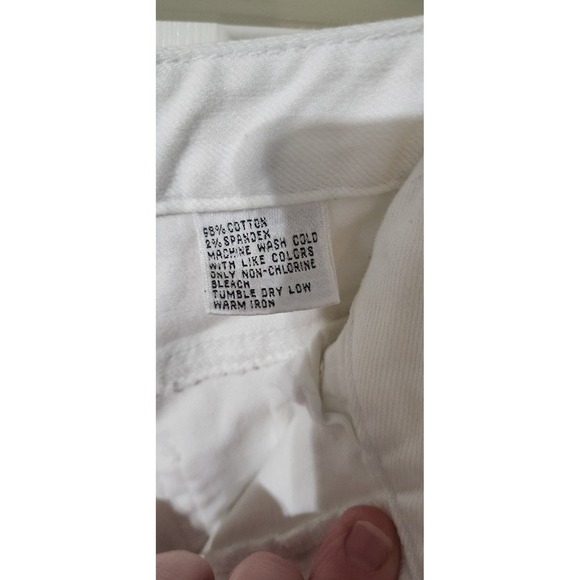 98% COTTON
2% SPANDEX
MACHINE WASH COLD
WITH LIKE COLORS
ONLY NON-CHLORINE
BLEACH
TUMBLE DRY LOW
WARM IRON